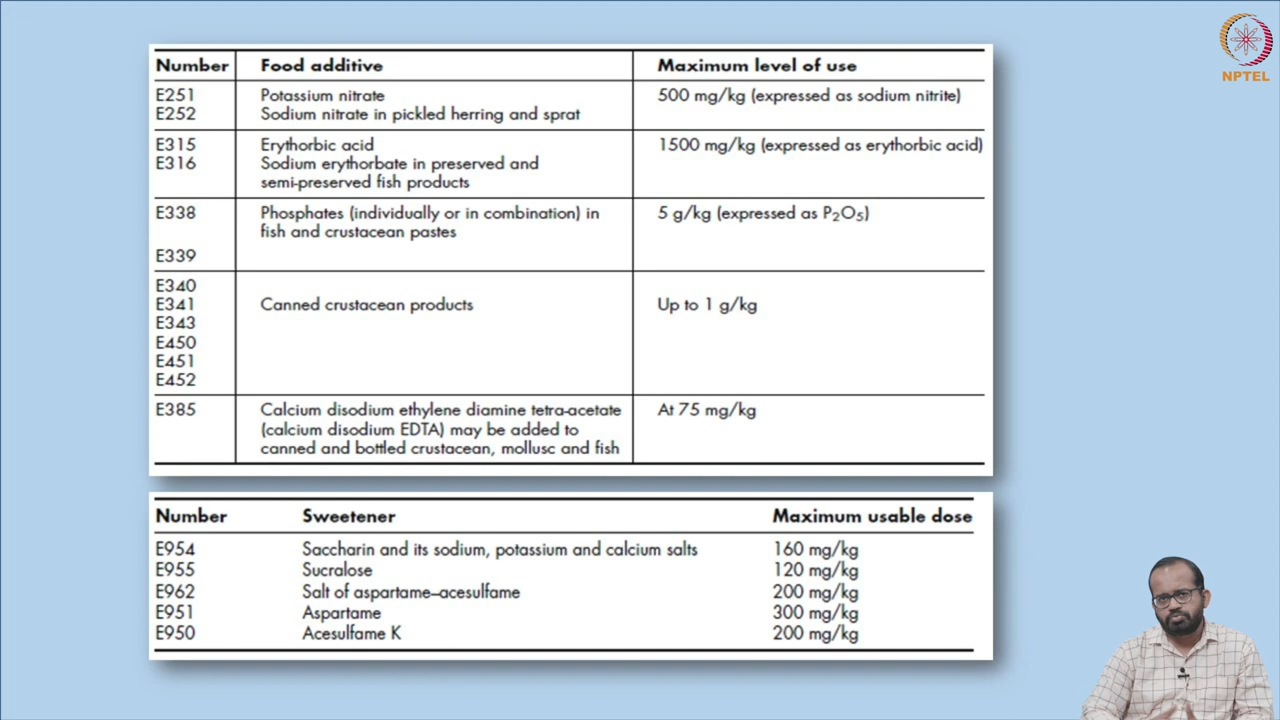 NPTEL
Number Food additive Maximum level of use
E251 Potassium nitrate 500 mg/kg (expressed as sodium nitrite)
E252 Sodium nitrate in pickled herring and sprat
E315 Erythorbic acid 1500 mg/kg (expressed as erythorbic acid)
E316 Sodium erythorbate in preserved and
semi-preserved fish products
E338 Phosphates (individually or in combination) in 5 g/kg (expressed as P₂O₅)
fish and crustacean pastes
E339
E340
E341 Canned crustacean products Up to 1 g/kg
E343
E450
E451
E452
E385 Calcium disodium ethylene diamine tetra-acetate At 75 mg/kg
(calcium disodium EDTA) may be added to
canned and bottled crustacean, mollusc and fish
Number Sweetener Maximum usable dose
E954 Saccharin and its sodium, potassium and calcium salts 160 mg/kg
E955 Sucralose 120 mg/kg
E962 Salt of aspartame–acesulfame 200 mg/kg
E951 Aspartame 300 mg/kg
E950 Acesulfame K 200 mg/kg